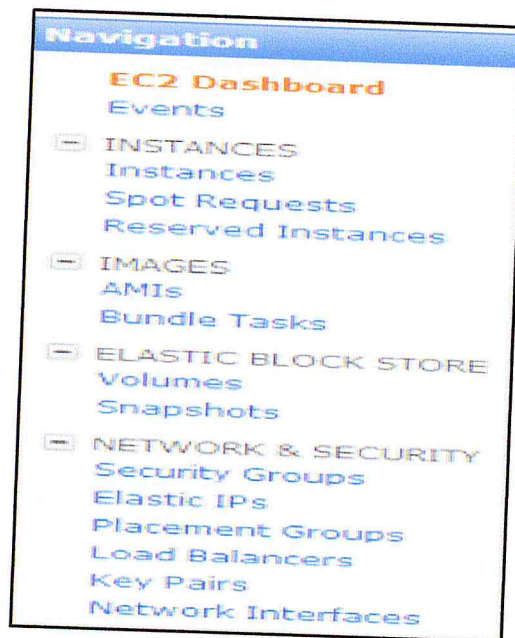 Navigation
EC2 Dashboard
Events
INSTANCES
Instances
Spot Requests
Reserved Instances
IMAGES
AMIs
Bundle Tasks
ELASTIC BLOCK STORE
Volumes
Snapshots
NETWORK & SECURITY
Security Groups
Elastic IPs
Placement Groups
Load Balancers
Key Pairs
Network Interfaces